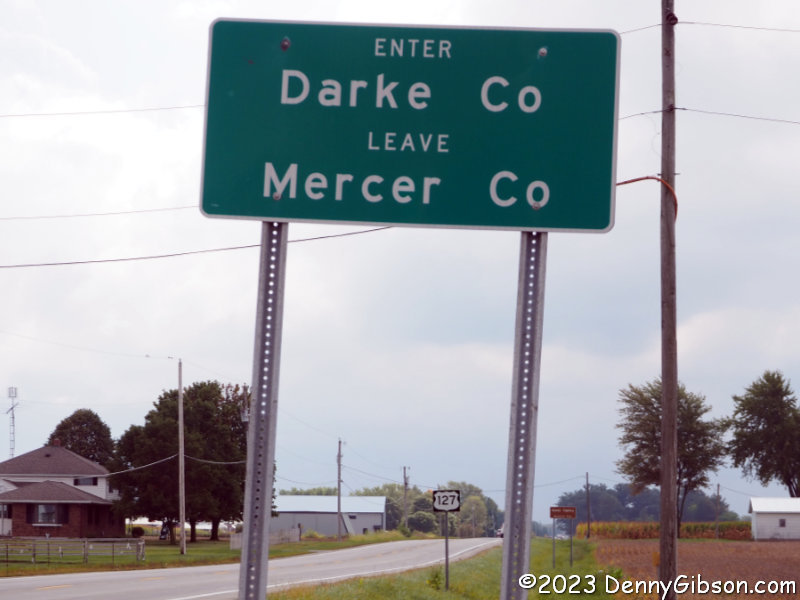 ENTER
Darke Co
LEAVE
Mercer Co
127
©2023 DennyGibson.com